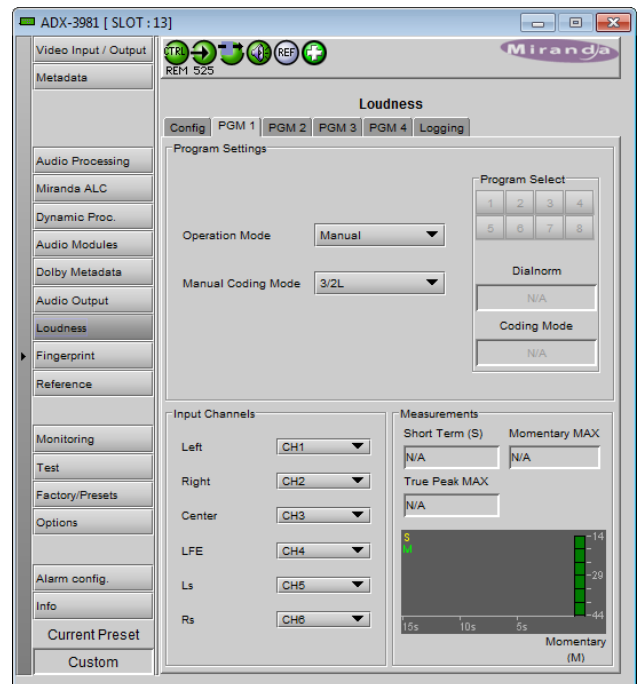 ADX-3981 [ SLOT : 13]
Video Input / Output
Metadata
Audio Processing
Miranda ALC
Dynamic Proc.
Audio Modules
Dolby Metadata
Audio Output
Loudness
Fingerprint
Reference
Monitoring
Test
Factory/Presets
Options
Alarm config.
Info
Current Preset
Custom
CTRL
REF
REM 525
Miranda
Loudness
Config PGM 1 PGM 2 PGM 3 PGM 4 Logging
Program Settings
Operation Mode Manual
Manual Coding Mode 3/2L
Program Select
1 2 3 4
5 6 7 8
Dialnorm
N/A
Coding Mode
N/A
Input Channels
Left CH1
Right CH2
Center CH3
LFE CH4
Ls CH5
Rs CH6
Measurements
Short Term (S) Momentary MAX
N/A N/A
True Peak MAX
N/A
S
M
-14
-29
-44
15s 10s 5s
Momentary
(M)